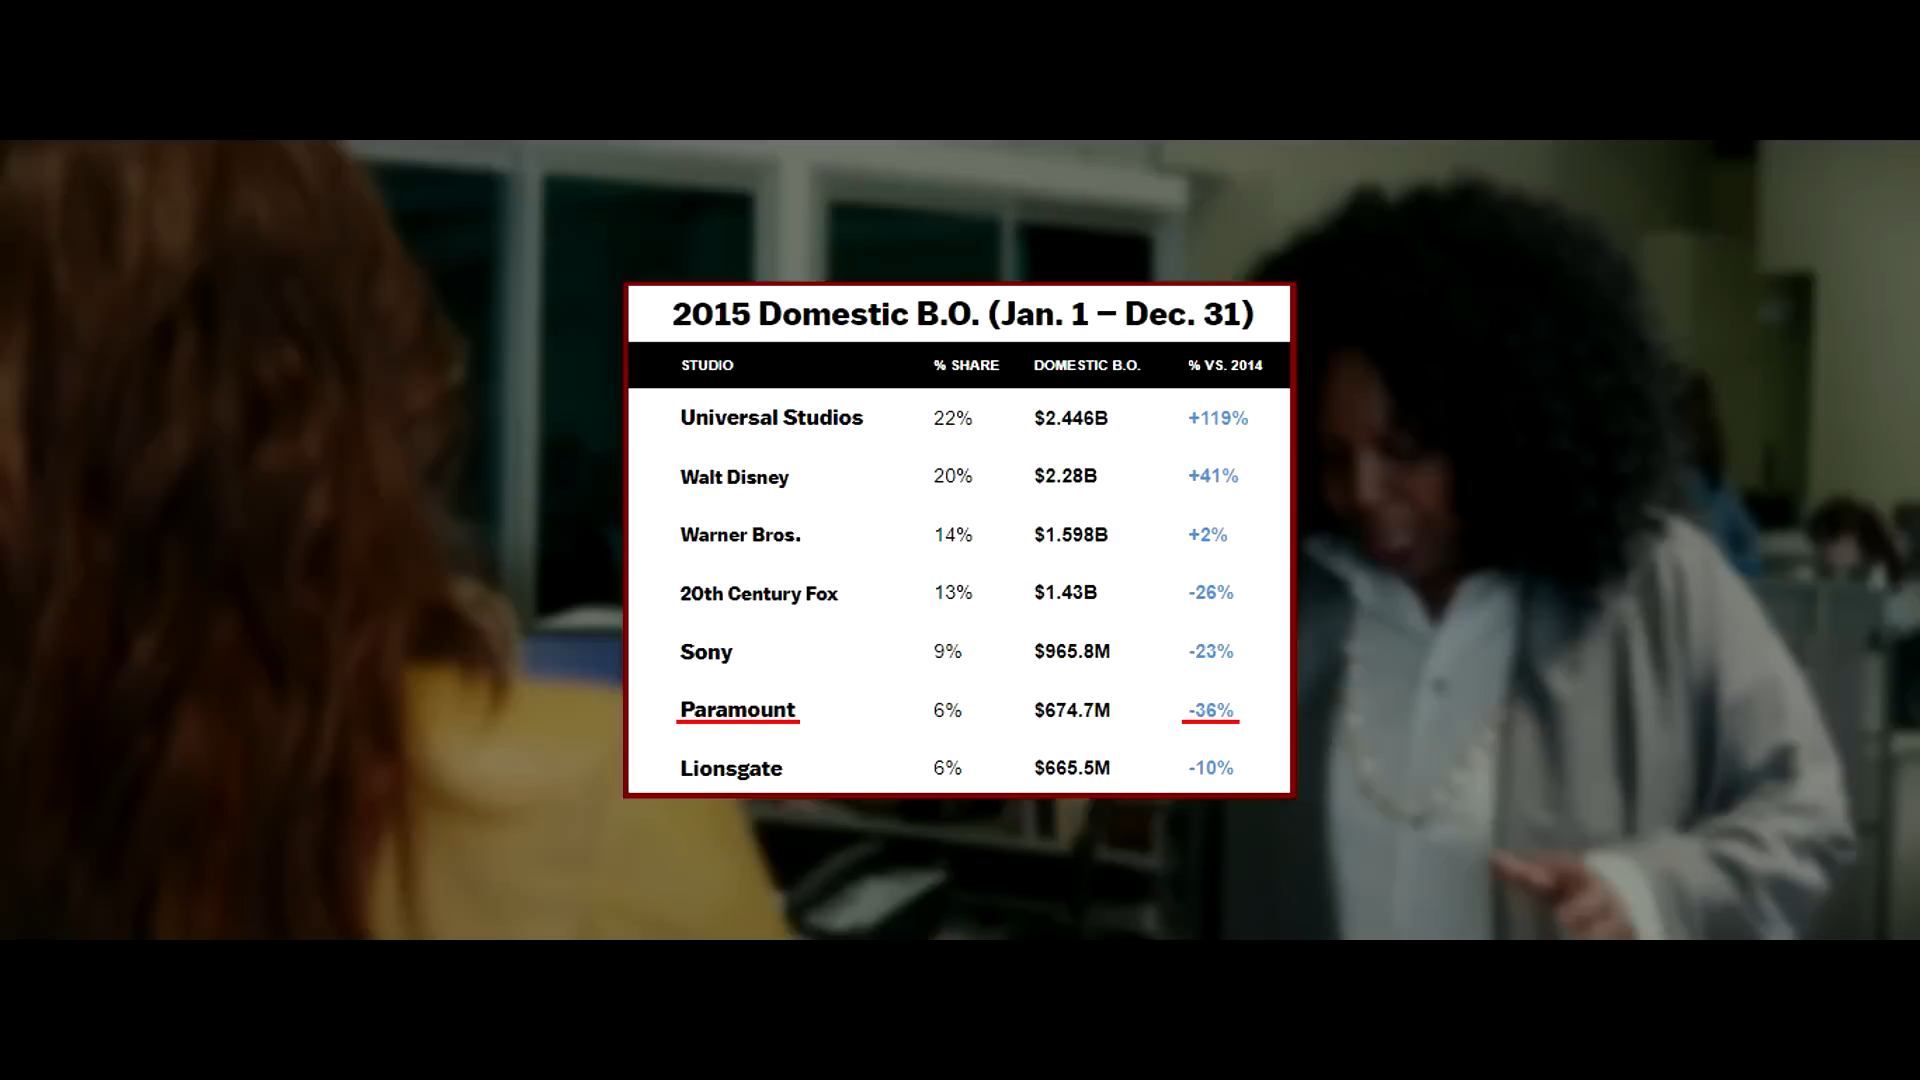 2015 Domestic B.O. (Jan. 1 – Dec. 31)
STUDIO % SHARE DOMESTIC B.O. % VS. 2014
Universal Studios 22% $2.446B +119%
Walt Disney 20% $2.28B +41%
Warner Bros. 14% $1.598B +2%
20th Century Fox 13% $1.43B -26%
Sony 9% $965.8M -23%
Paramount 6% $674.7M -36%
Lionsgate 6% $665.5M -10%